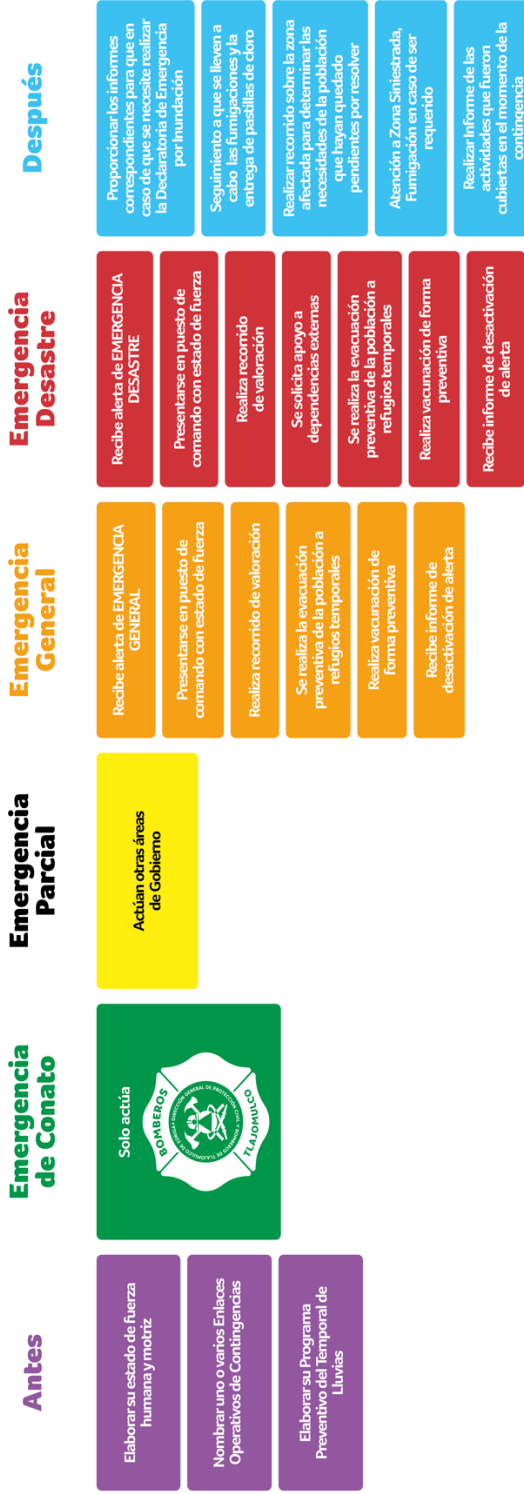 Antes
Elaborar su estado de fuerza
humana y motriz
Nombrar uno o varios Enlaces
Operativos de Contingencias
Elaborar su Programa
Preventivo del Temporal de
Lluvias
Emergencia
de Conato
Solo actúa
BOMBEROS
DIRECCIÓN GENERAL DE PROTECCIÓN CIVIL Y BOMBEROS DE TLAJOMULCO DE ZÚÑIGA
TLAJOMULCO
Emergencia
Parcial
Actúan otras áreas
de Gobierno
Emergencia
General
Recibe alerta de EMERGENCIA
GENERAL
Presentarse en puesto de
comando con estado de fuerza
Realiza recorrido de valoración
Se realiza la evacuación
preventiva de la población a
refugios temporales
Realiza vacunación de
forma preventiva
Recibe informe de
desactivación de alerta
Emergencia
Desastre
Recibe alerta de EMERGENCIA
DESASTRE
Presentarse en puesto de
comando con estado de fuerza
Realiza recorrido
de valoración
Se solicita apoyo a
dependencias externas
Se realiza la evacuación
preventiva de la población a
refugios temporales
Realiza vacunación de forma
preventiva
Recibe informe de desactivación
de alerta
Después
Proporcionar los informes
correspondientes para que en
caso de que se necesite realizar
la Declaratoria de Emergencia
por Inundación
Seguimiento a que se lleven a
cabo las fumigaciones y la
entrega de pastillas de cloro
Realizar recorrido sobre la zona
afectada para determinar las
necesidades de la población
que hayan quedado
pendientes por resolver
Atención a Zona Siniestrada,
Fumigación en caso de ser
requerido
Realizar Informe de las
actividades que fueron
cubiertas en el momento de la
contingencia